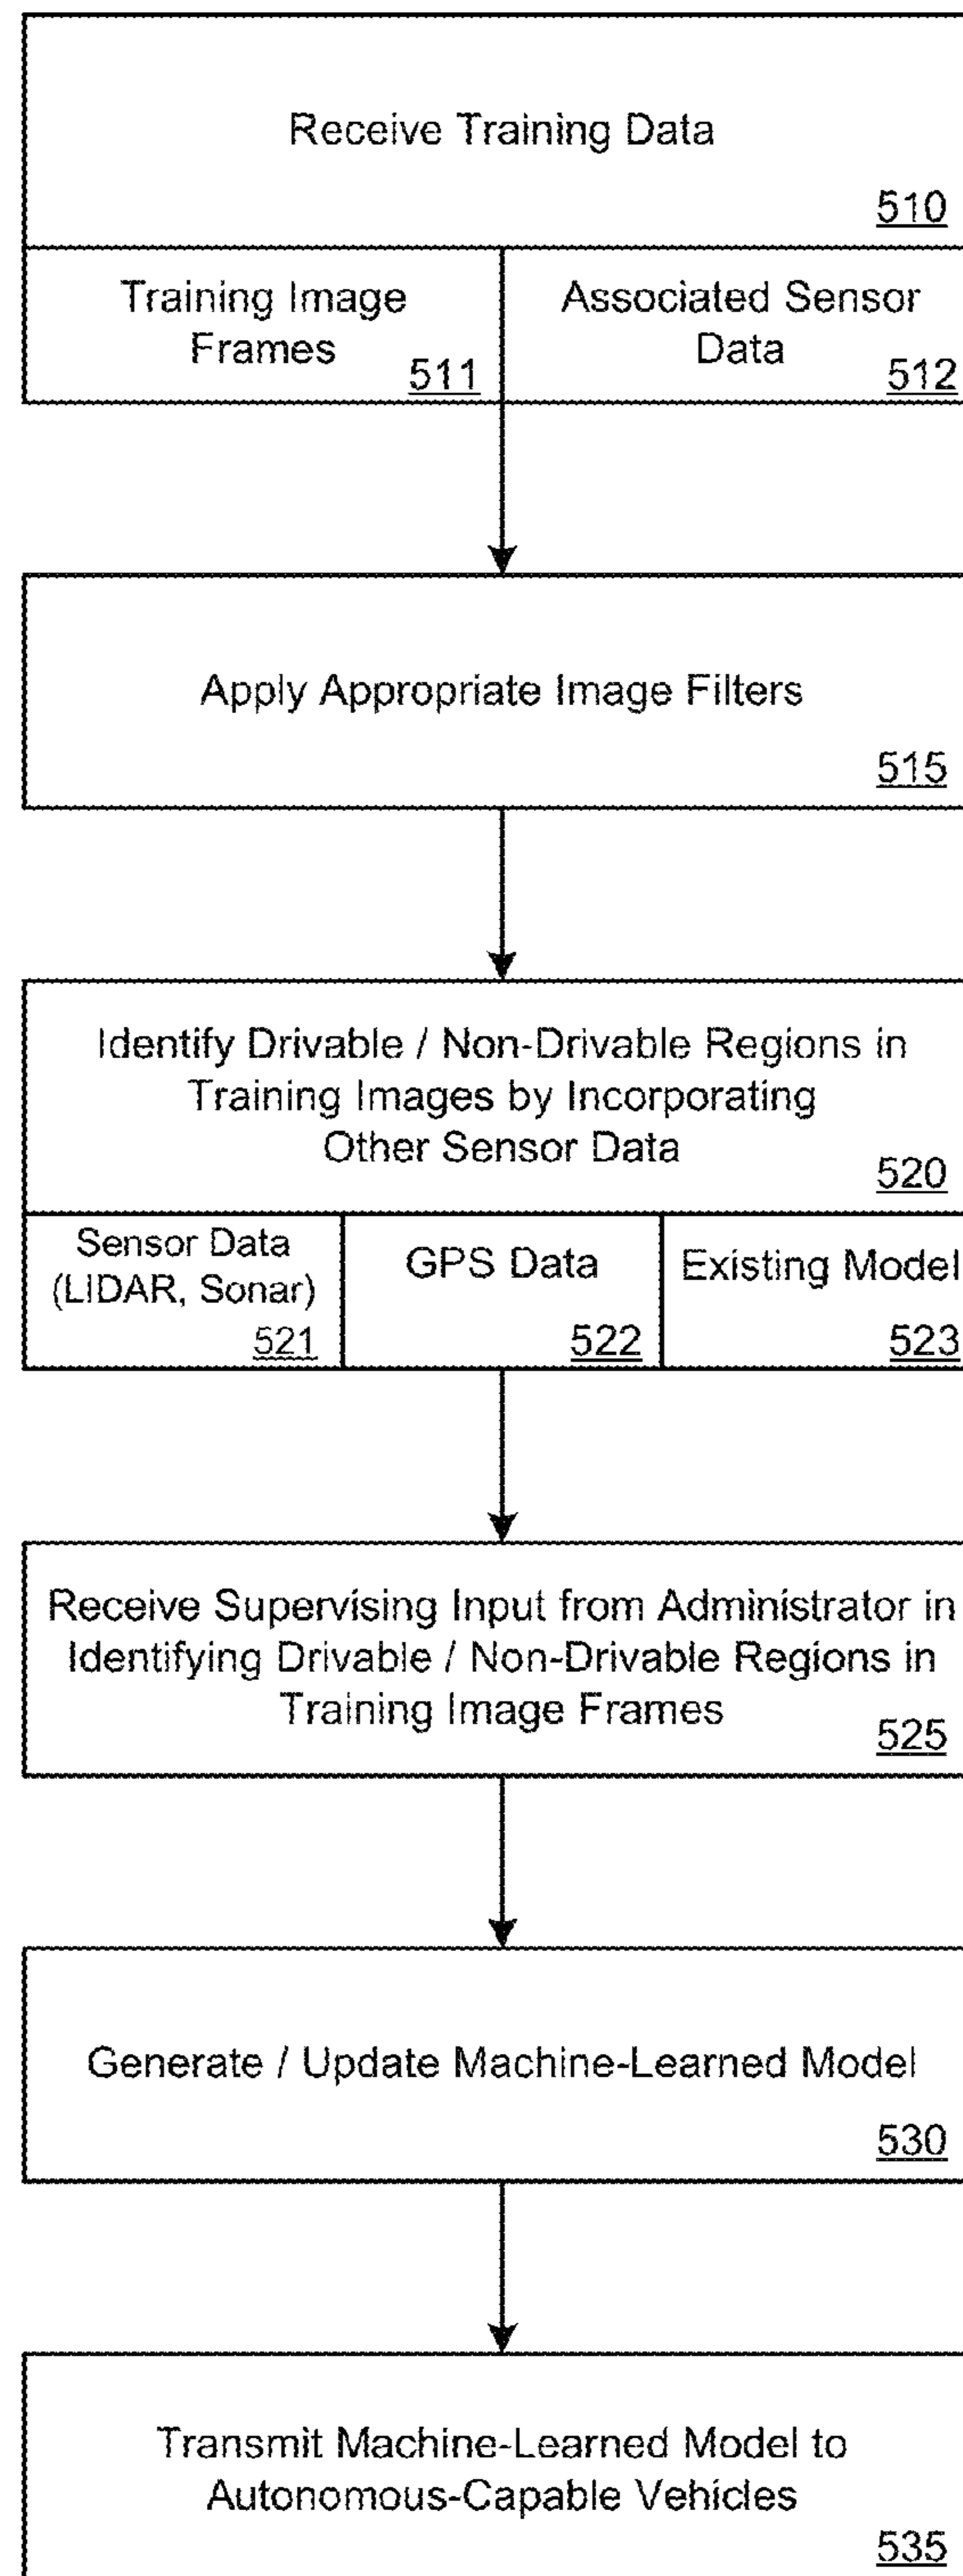 Receive Training Data
510
Training Image
Frames
511
Associated Sensor
Data
512
Apply Appropriate Image Filters
515
Identify Drivable / Non-Drivable Regions in
Training Images by Incorporating
Other Sensor Data
520
Sensor Data
(LIDAR, Sonar)
521
GPS Data
522
Existing Model
523
Receive Supervising Input from Administrator in
Identifying Drivable / Non-Drivable Regions in
Training Image Frames
525
Generate / Update Machine-Learned Model
530
Transmit Machine-Learned Model to
Autonomous-Capable Vehicles
535